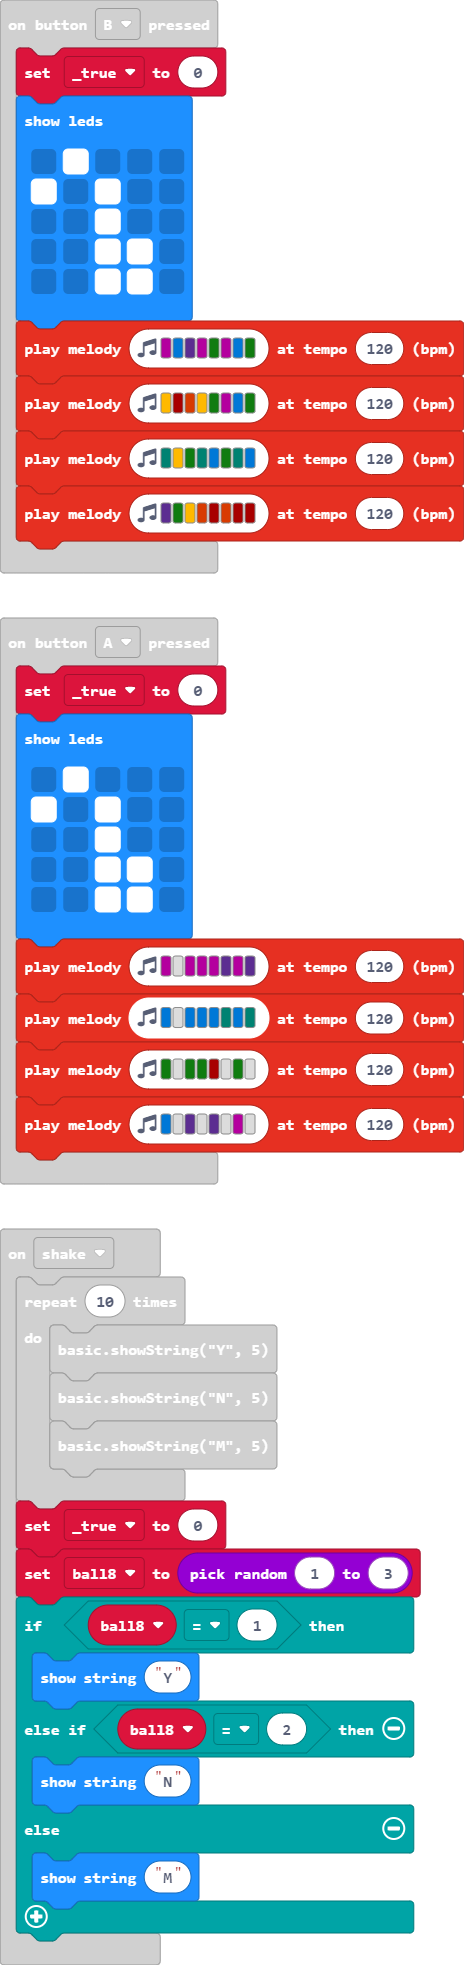 on button B pressed
set _true to 0
show leds
play melody at tempo 120 (bpm)
play melody at tempo 120 (bpm)
play melody at tempo 120 (bpm)
play melody at tempo 120 (bpm)
on button A pressed
set _true to 0
show leds
play melody at tempo 120 (bpm)
play melody at tempo 120 (bpm)
play melody at tempo 120 (bpm)
play melody at tempo 120 (bpm)
on shake
repeat 10 times
do
basic.showString("Y", 5)
basic.showString("N", 5)
basic.showString("M", 5)
set _true to 0
set ball8 to pick random 1 to 3
if ball8 = 1 then
show string "Y"
else if ball8 = 2 then
show string "N"
else
show string "M"